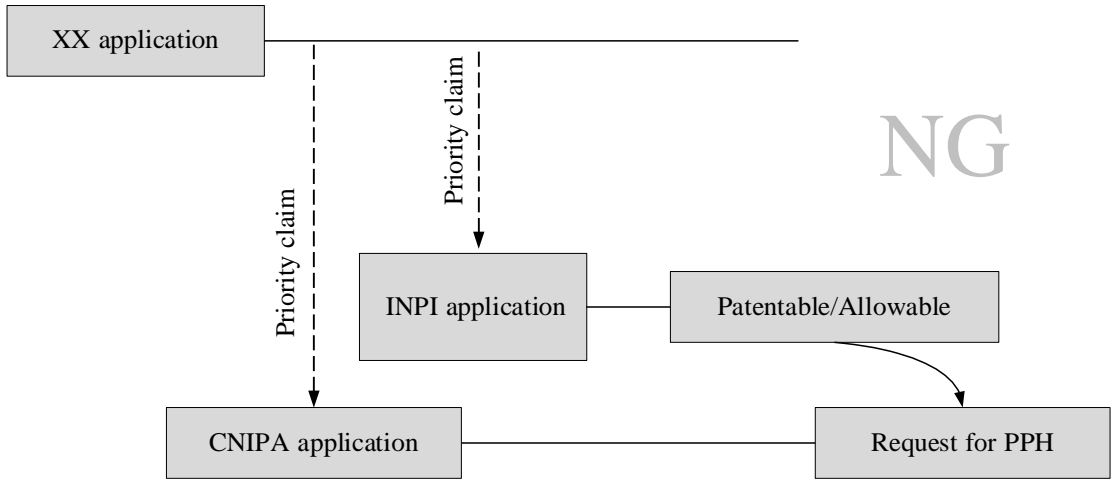 XX application
Priority claim
Priority claim
NG
INPI application
Patentable/Allowable
CNIPA application
Request for PPH